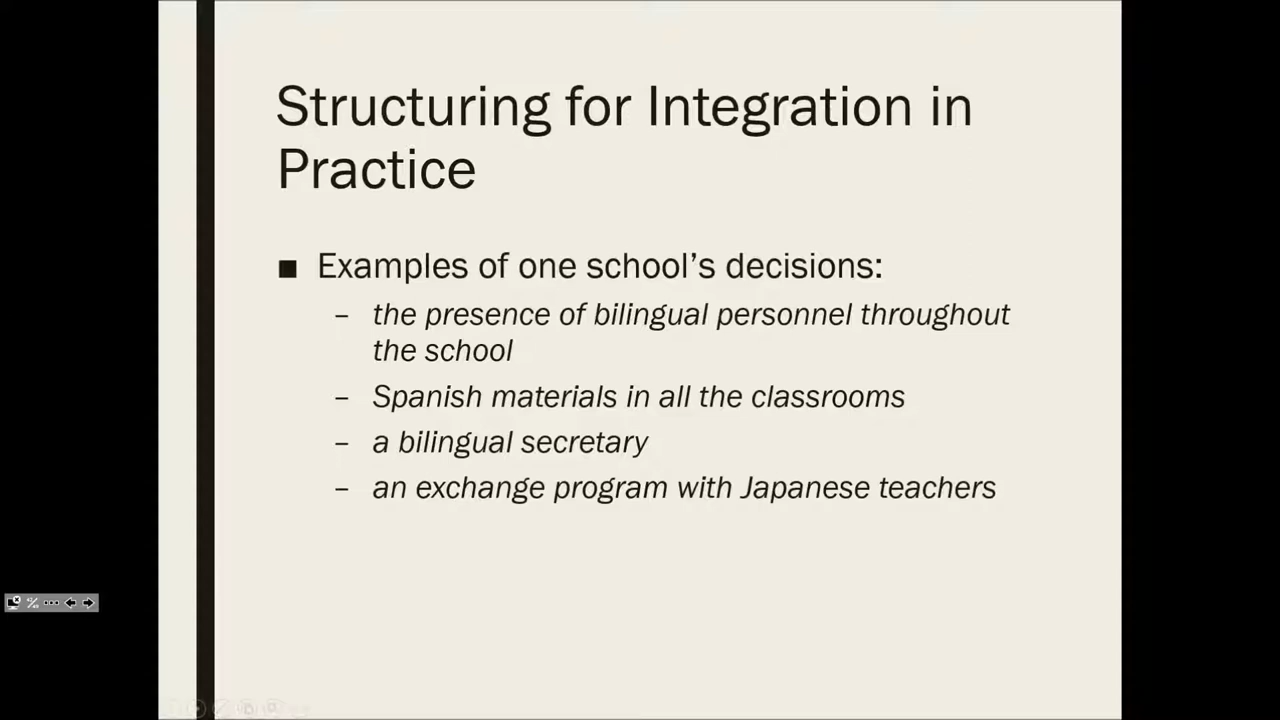 Structuring for Integration in
Practice
■ Examples of one school’s decisions:
– the presence of bilingual personnel throughout
the school
– Spanish materials in all the classrooms
– a bilingual secretary
– an exchange program with Japanese teachers